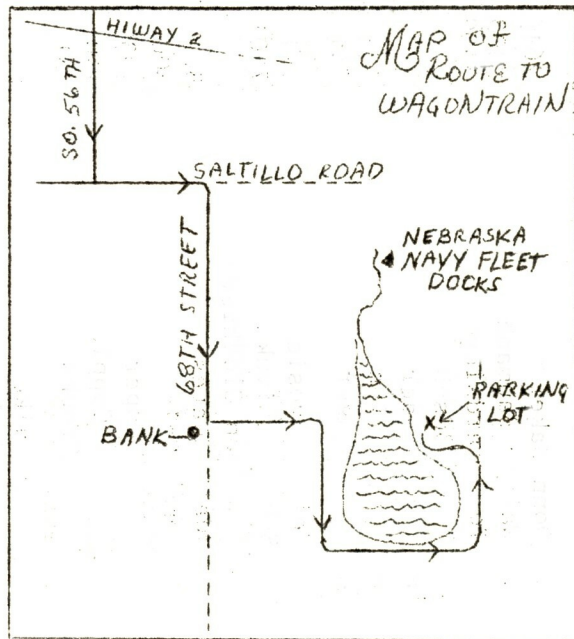 MAP OF
ROUTE TO
WAGONTRAIN
HIWAY 2
SO. 56TH
SALTILLO ROAD
68TH STREET
NEBRASKA
NAVY FLEET
DOCKS
PARKING
LOT
X
BANK